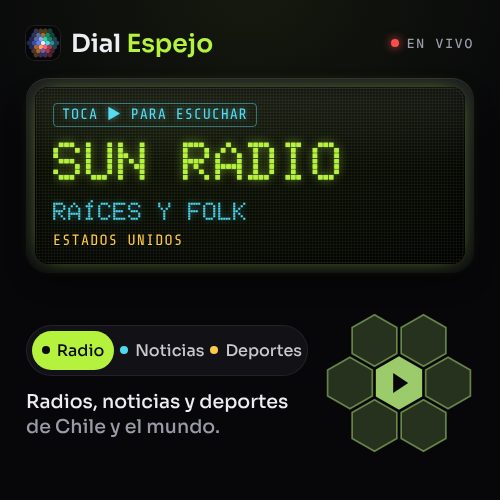 Dial Espejo
EN VIVO
TOCA ▶ PARA ESCUCHAR
SUN RADIO
RAÍCES Y FOLK
ESTADOS UNIDOS
Radio Noticias Deportes
Radios, noticias y deportes
de Chile y el mundo.